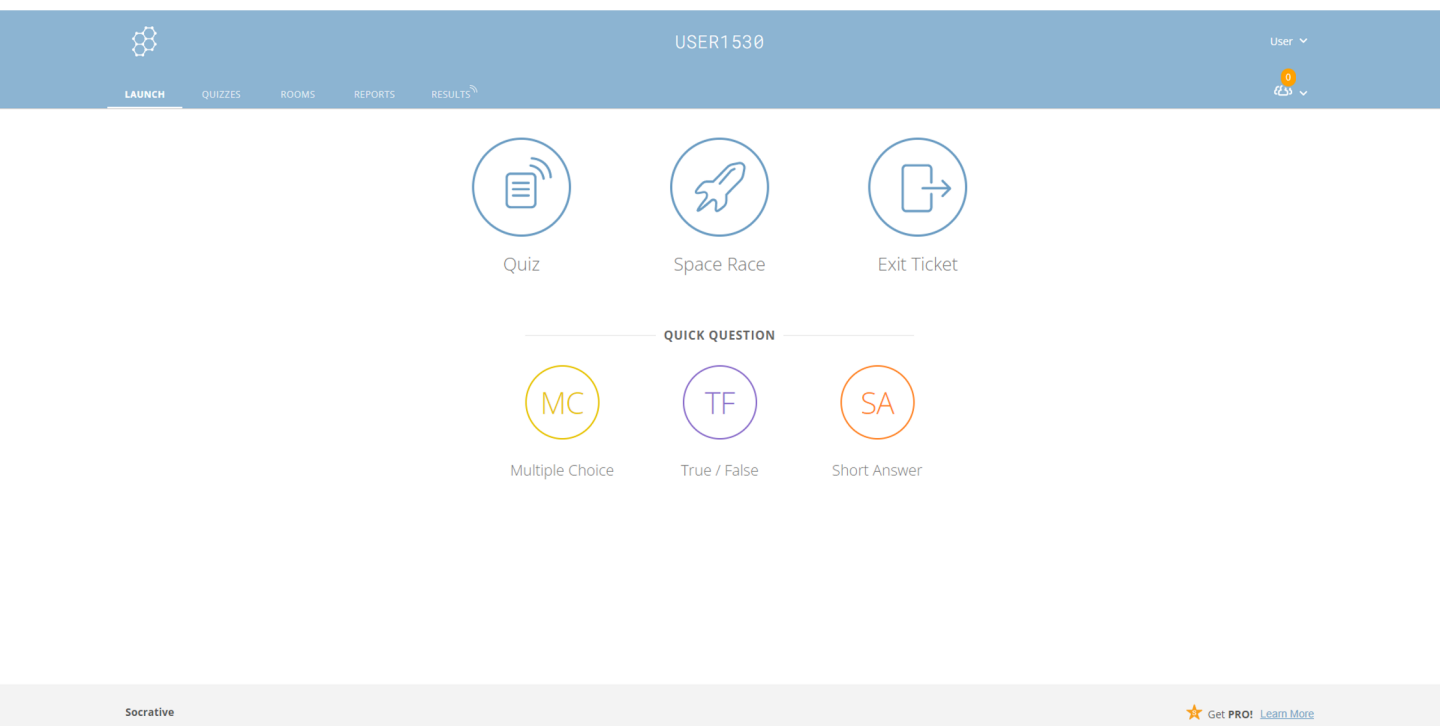 USER1530
User
0
LAUNCH QUIZZES ROOMS REPORTS RESULTS
Quiz Space Race Exit Ticket
QUICK QUESTION
MC TF SA
Multiple Choice True / False Short Answer
Socrative
Get PRO! Learn More